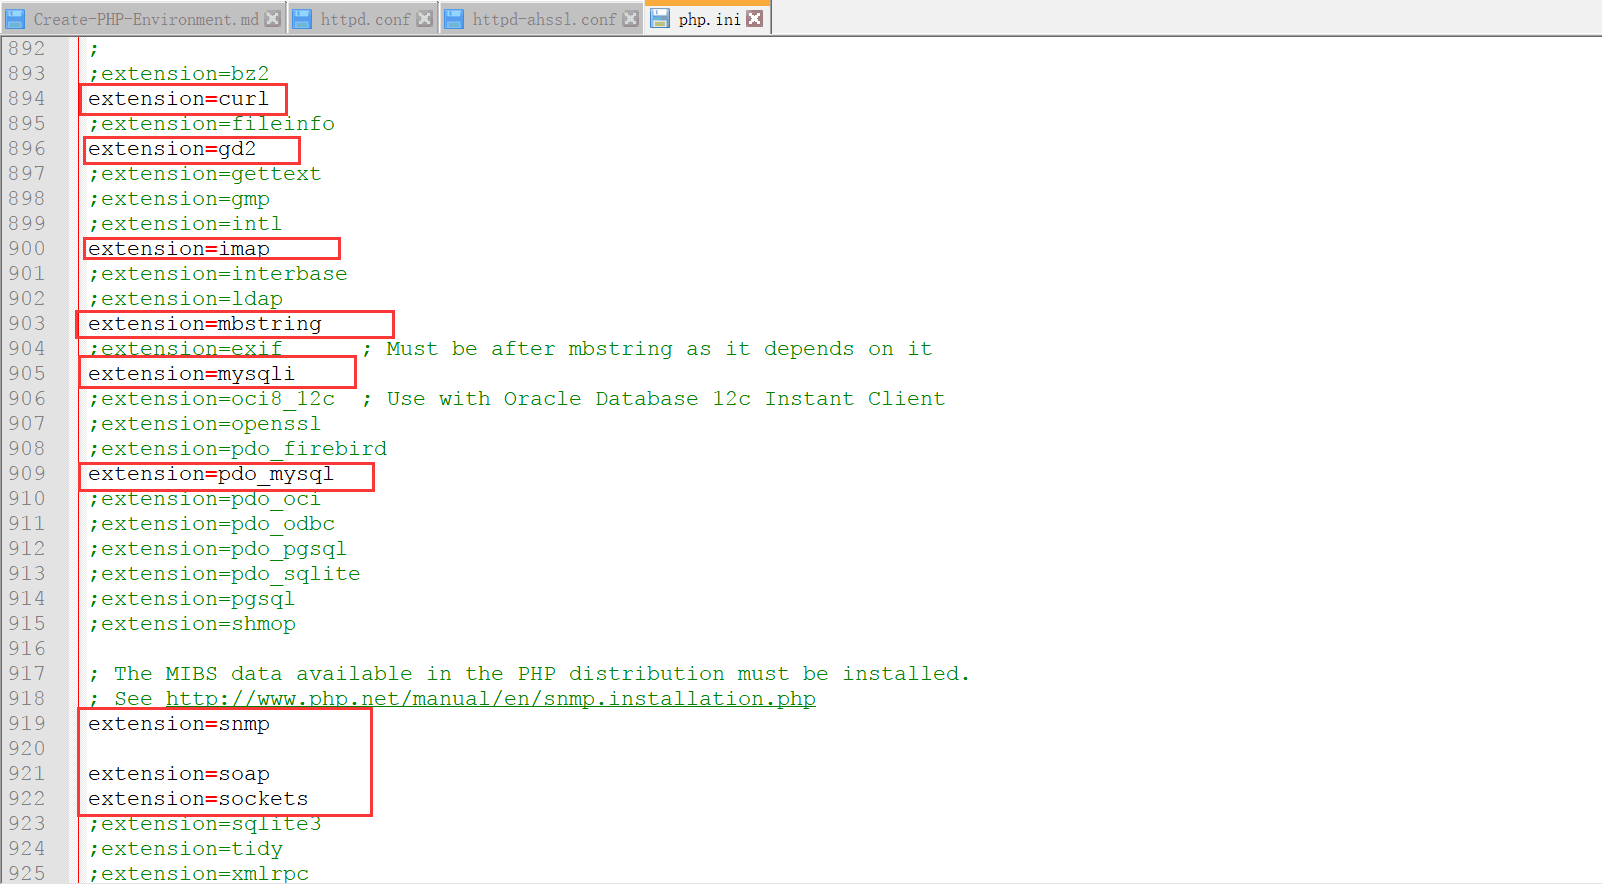 Create-PHP-Environment.md httpd.conf httpd-ahssl.conf php.ini
892 ;
893 ;extension=bz2
894 extension=curl
895 ;extension=fileinfo
896 extension=gd2
897 ;extension=gettext
898 ;extension=gmp
899 ;extension=intl
900 extension=imap
901 ;extension=interbase
902 ;extension=ldap
903 extension=mbstring
904 ;extension=exif ; Must be after mbstring as it depends on it
905 extension=mysqli
906 ;extension=oci8_12c ; Use with Oracle Database 12c Instant Client
907 ;extension=openssl
908 ;extension=pdo_firebird
909 extension=pdo_mysql
910 ;extension=pdo_oci
911 ;extension=pdo_odbc
912 ;extension=pdo_pgsql
913 ;extension=pdo_sqlite
914 ;extension=pgsql
915 ;extension=shmop
916
917 ; The MIBS data available in the PHP distribution must be installed.
918 ; See http://www.php.net/manual/en/snmp.installation.php
919 extension=snmp
920
921 extension=soap
922 extension=sockets
923 ;extension=sqlite3
924 ;extension=tidy
925 ;extension=xmlrpc